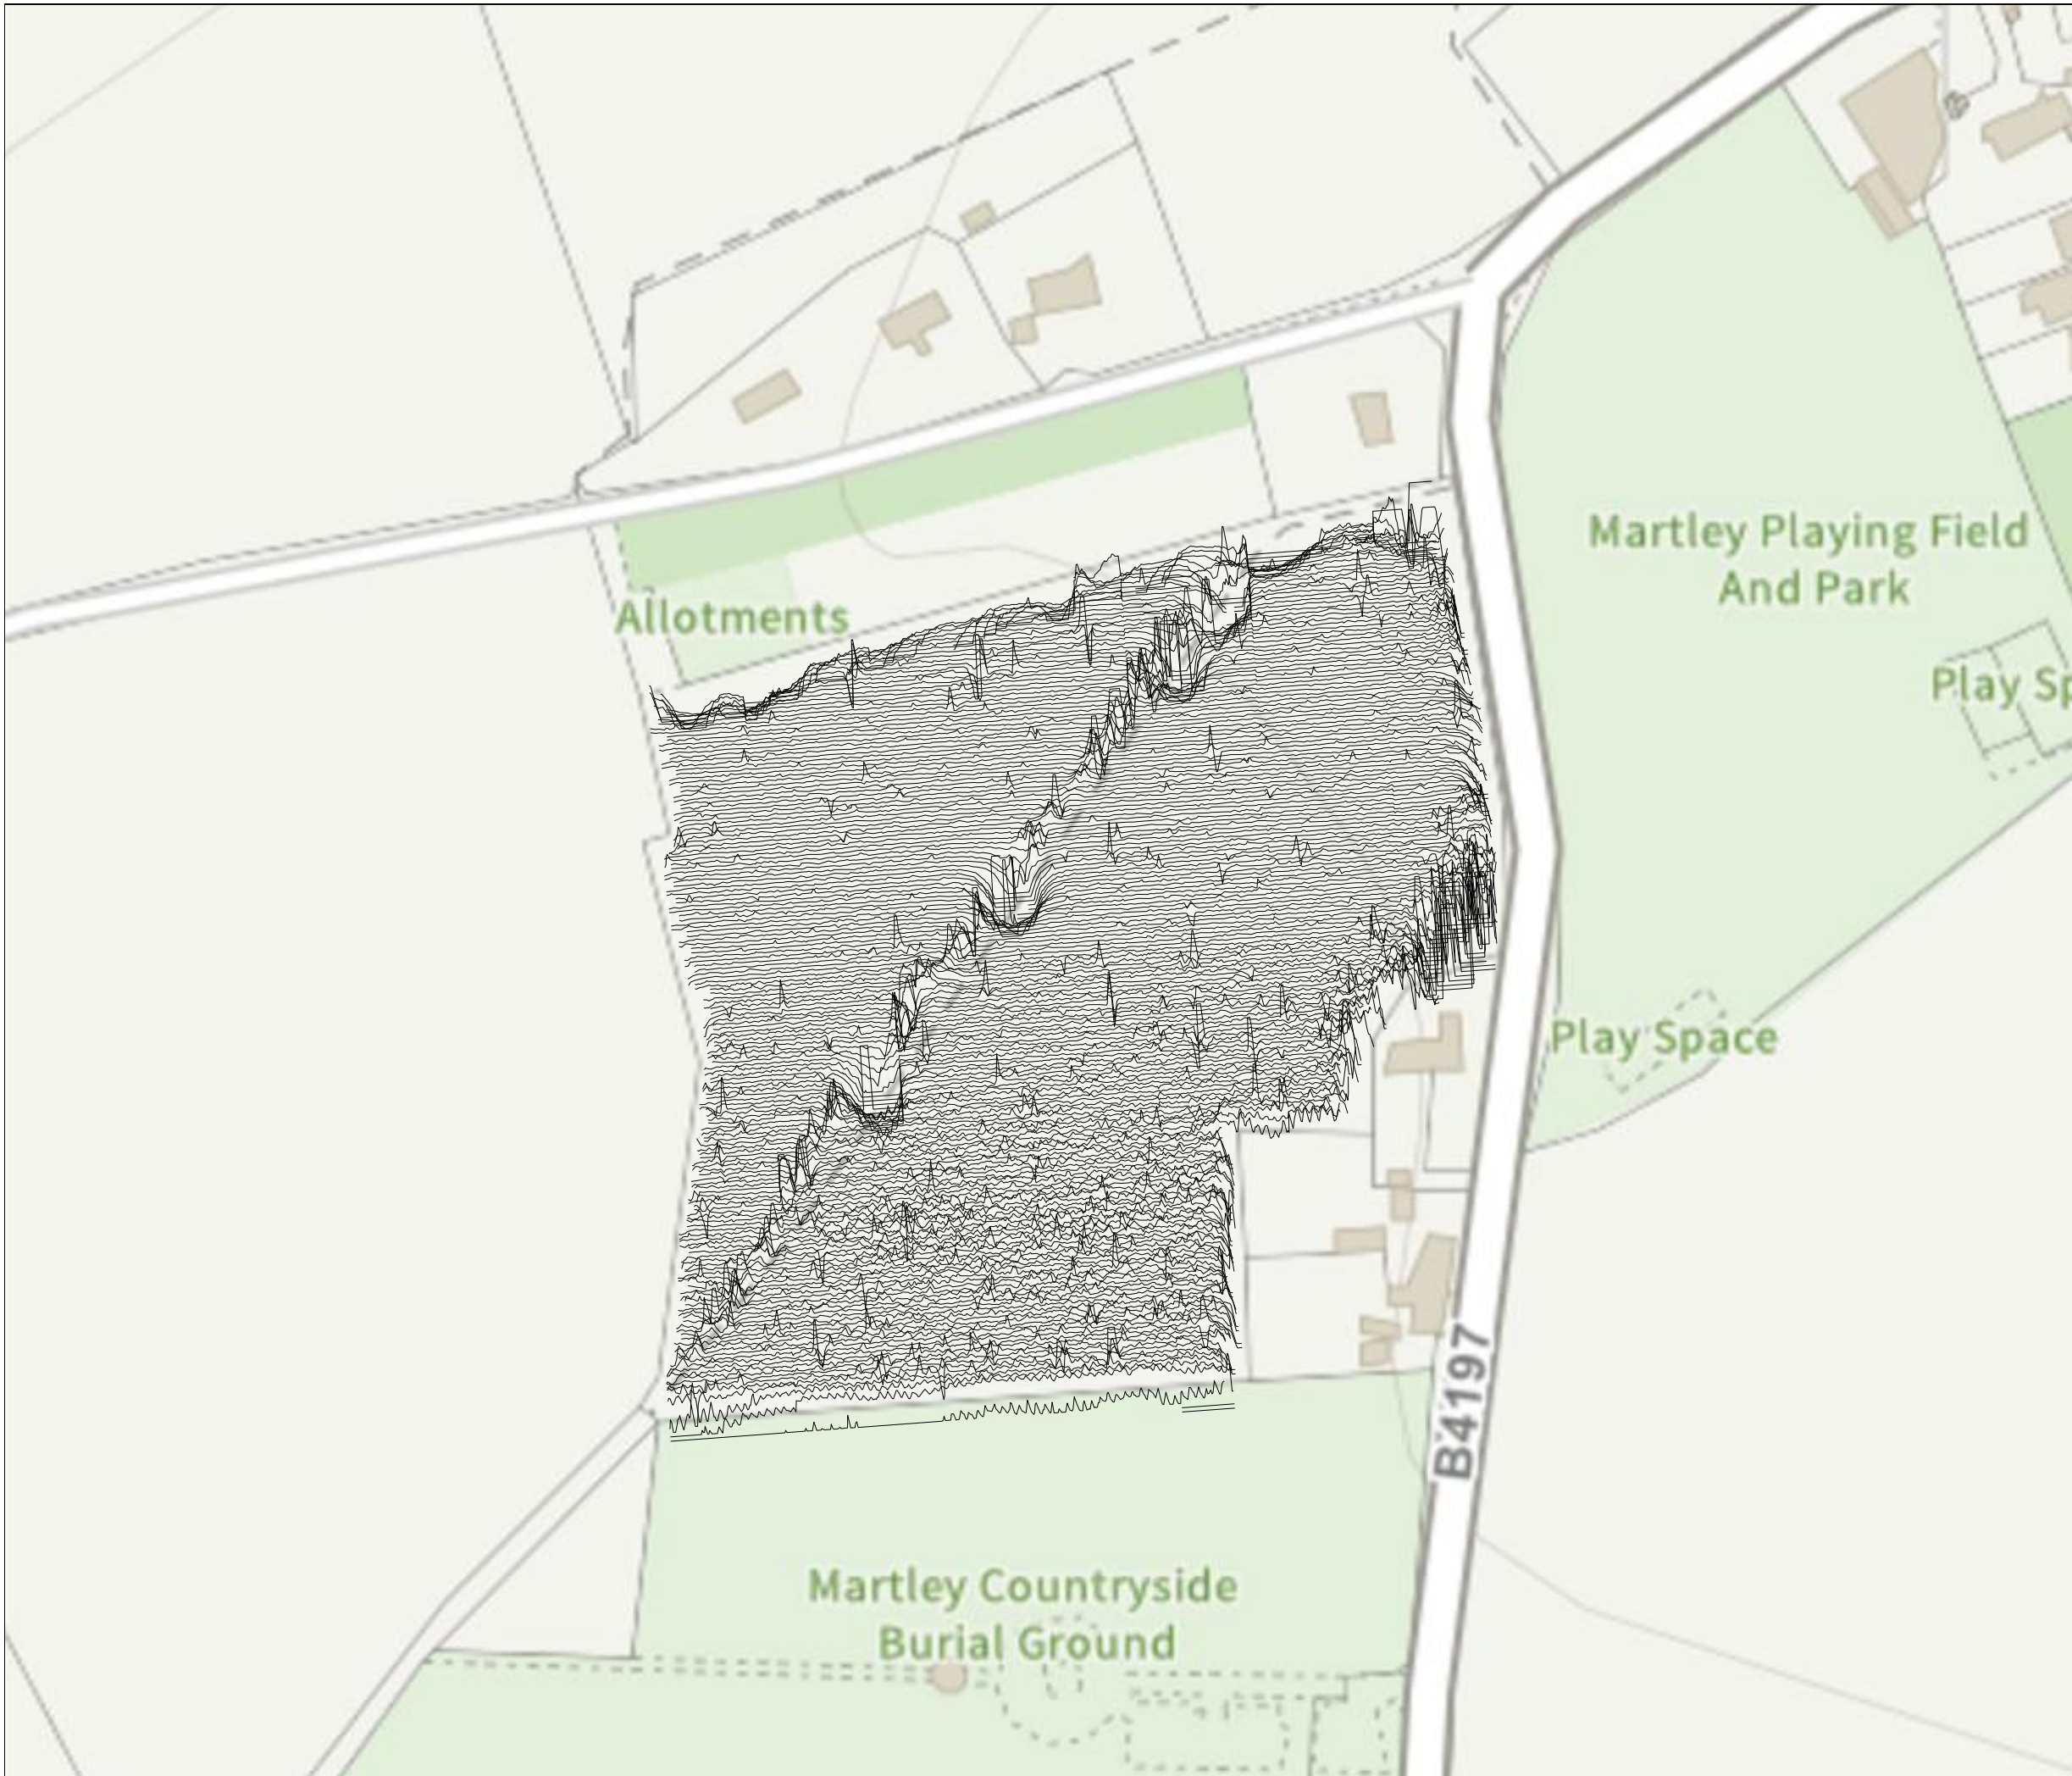 Martley Playing Field
And Park
Allotments
Play Sp
Play Space
B4197
Martley Countryside
Burial Ground